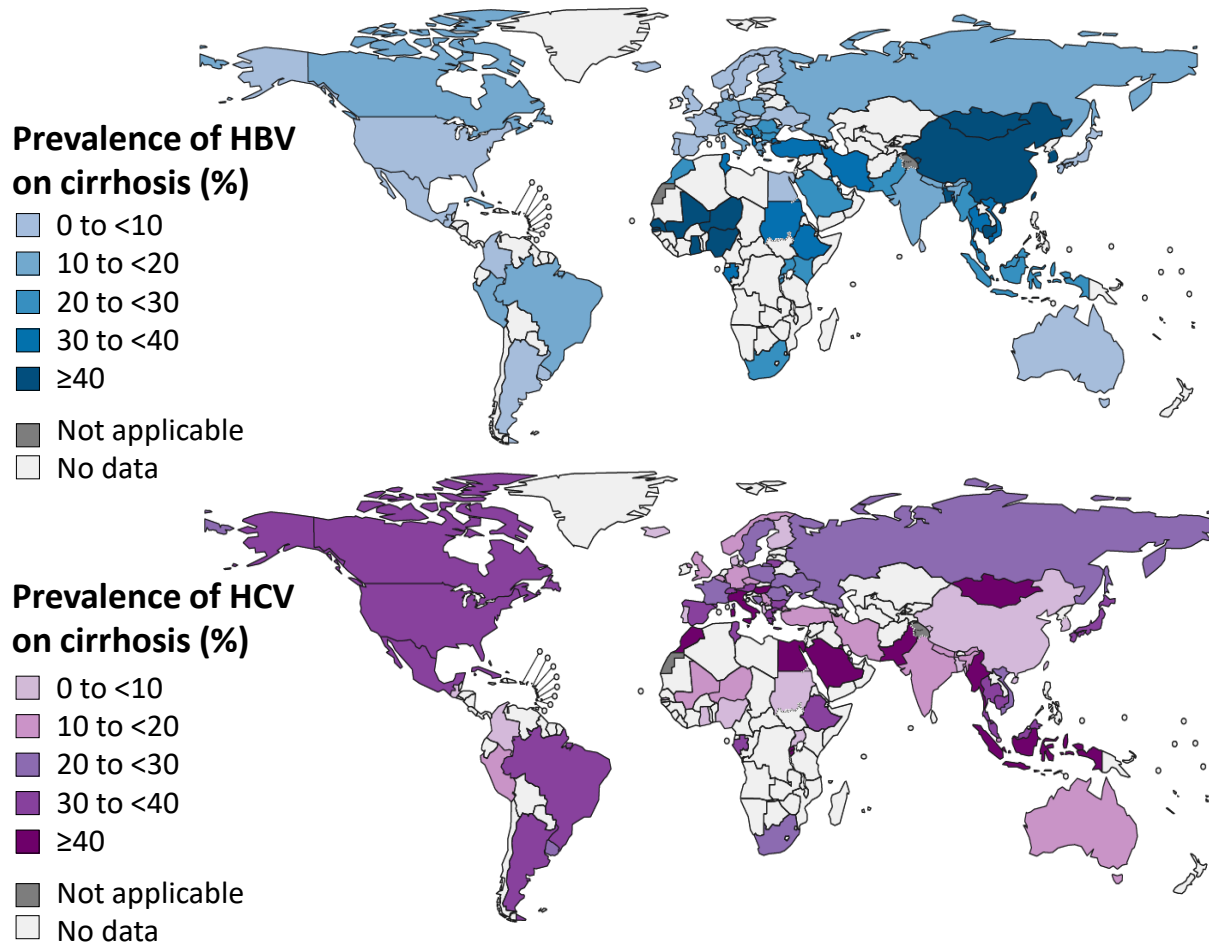 Prevalence of HBV
on cirrhosis (%)
0 to <10
10 to <20
20 to <30
30 to <40
≥40
Not applicable
No data
Prevalence of HCV
on cirrhosis (%)
0 to <10
10 to <20
20 to <30
30 to <40
≥40
Not applicable
No data